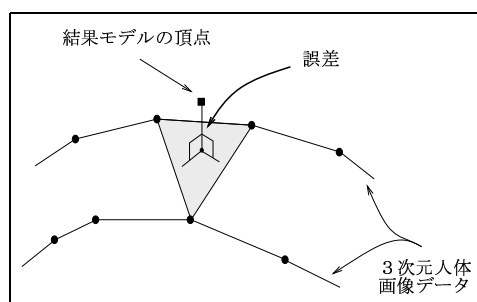 結果モデルの頂点
誤差
３次元人体
画像データ